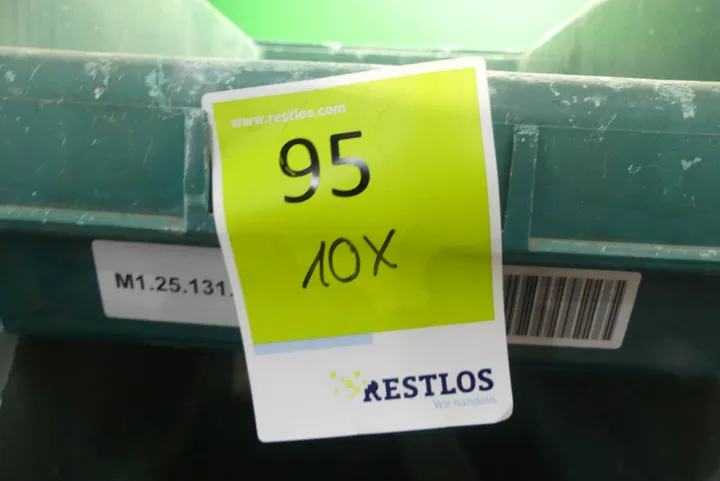 www.restlos.com
95
10X
M1.25.131.
RESTLOS
Wir handeln.